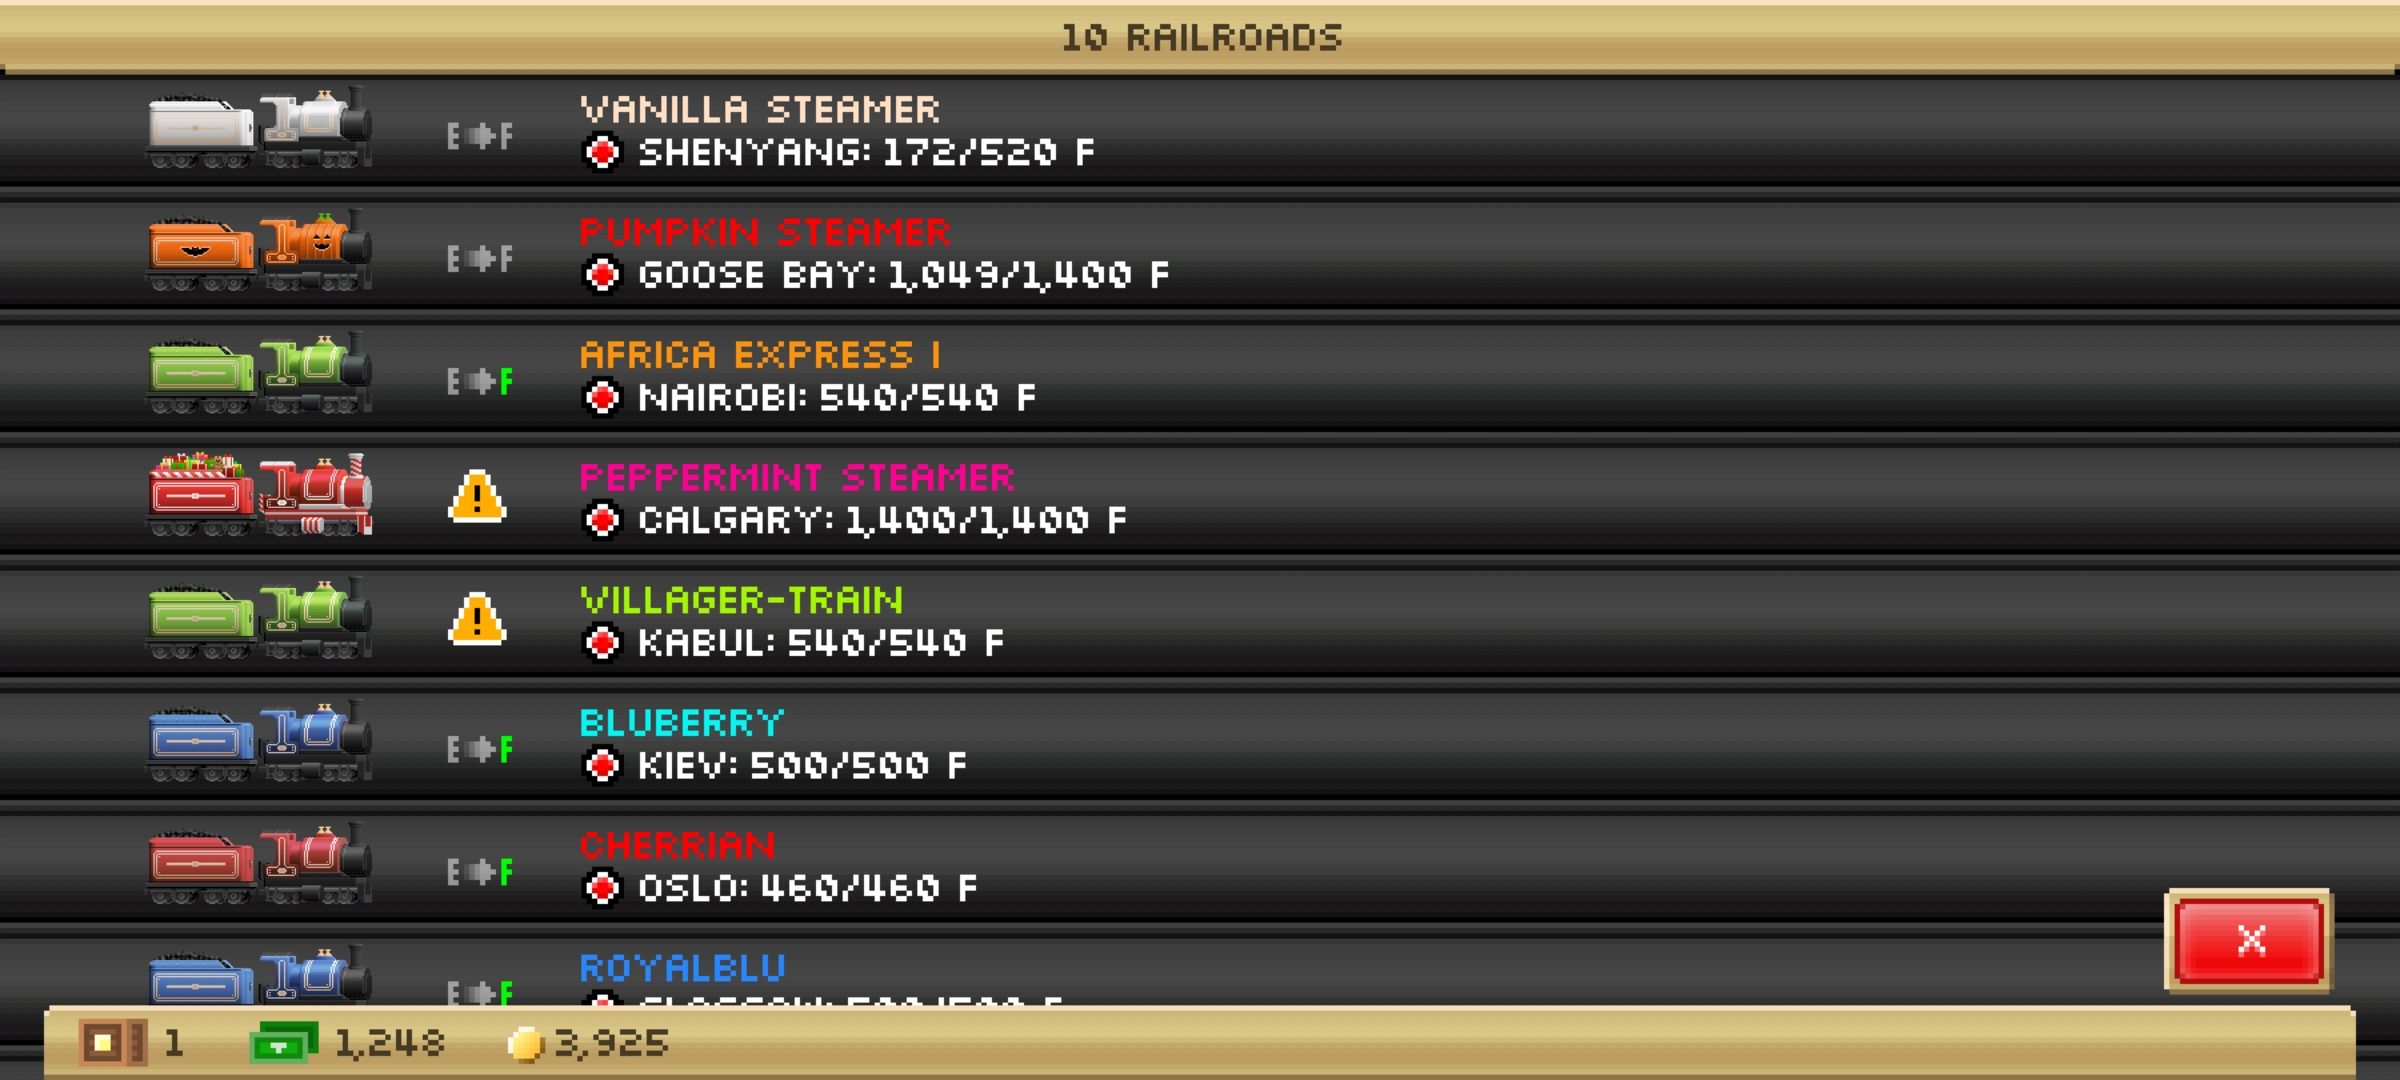 10 RAILROADS
VANILLA STEAMER
E F
SHENYANG: 172/520 F
PUMPKIN STEAMER
E F
GOOSE BAY: 1,049/1,400 F
AFRICA EXPRESS I
E F
NAIROBI: 540/540 F
PEPPERMINT STEAMER
!
CALGARY: 1,400/1,400 F
VILLAGER-TRAIN
!
KABUL: 540/540 F
BLUBERRY
E F
KIEV: 500/500 F
CHERRIAN
E F
OSLO: 460/460 F
X
ROYALBLU
E F
1 1,248 3,925